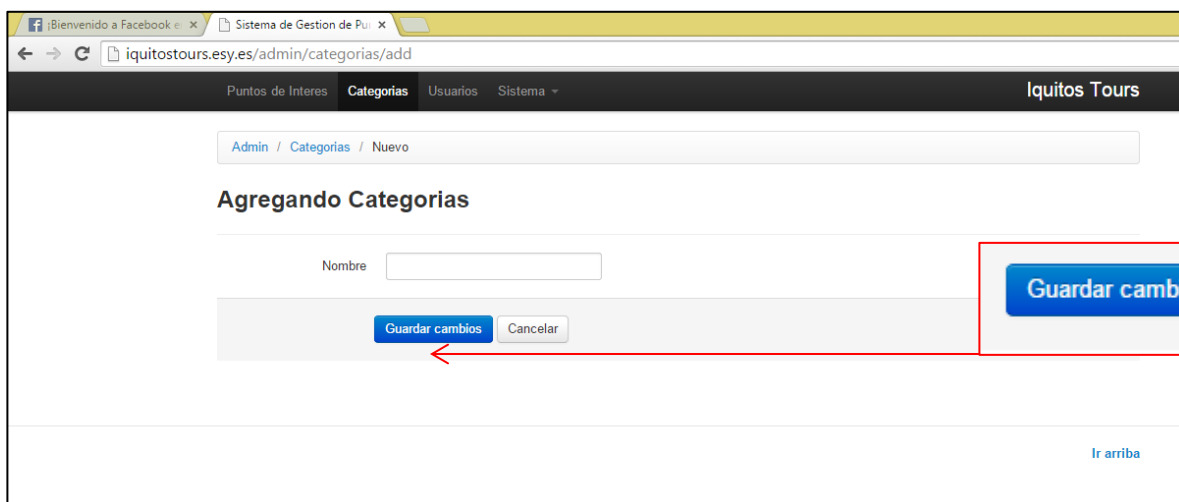 ¡Bienvenido a Facebook e
Sistema de Gestion de Pu
iquitostours.esy.es/admin/categorias/add
Puntos de Interes Categorias Usuarios Sistema Iquitos Tours
Admin / Categorias / Nuevo
Agregando Categorias
Nombre
Guardar camb
Guardar cambios Cancelar
Ir arriba